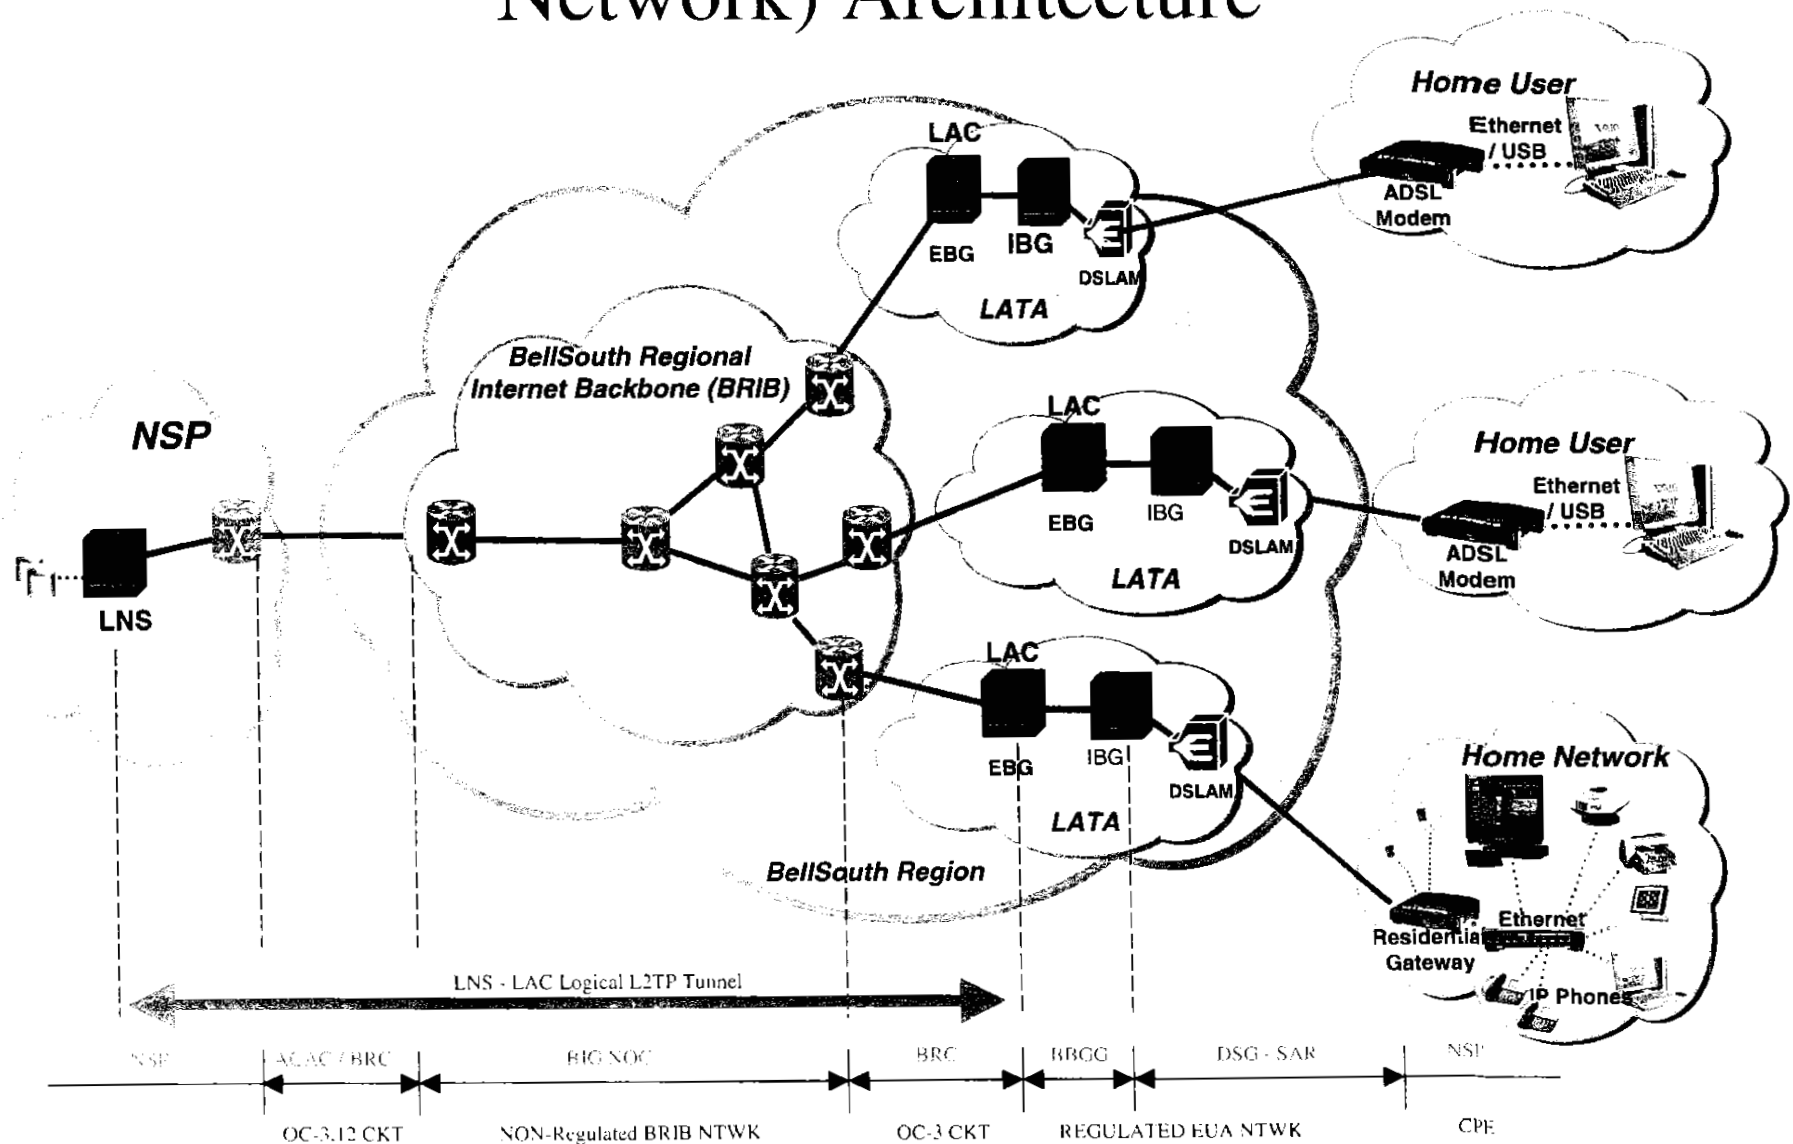 Network) Architecture
Home User
Ethernet
/ USB
ADSL
Modem
LAC
EBG
IBG
DSLAM
LATA
BellSouth Regional
Internet Backbone (BRIB)
NSP
LNS
LAC
EBG
IBG
DSLAM
LATA
Home User
Ethernet
/ USB
ADSL
Modem
LAC
EBG
IBG
DSLAM
LATA
BellSouth Region
Home Network
Ethernet
Residential
Gateway
IP Phones
LNS - LAC Logical L2TP Tunnel
NSP
ACAC / BRC
BIG NOC
BRC
BBGG
DSG - SAR
NSP
OC-3,12 CKT
NON-Regulated BRIB NTWK
OC-3 CKT
REGULATED EUA NTWK
CPE